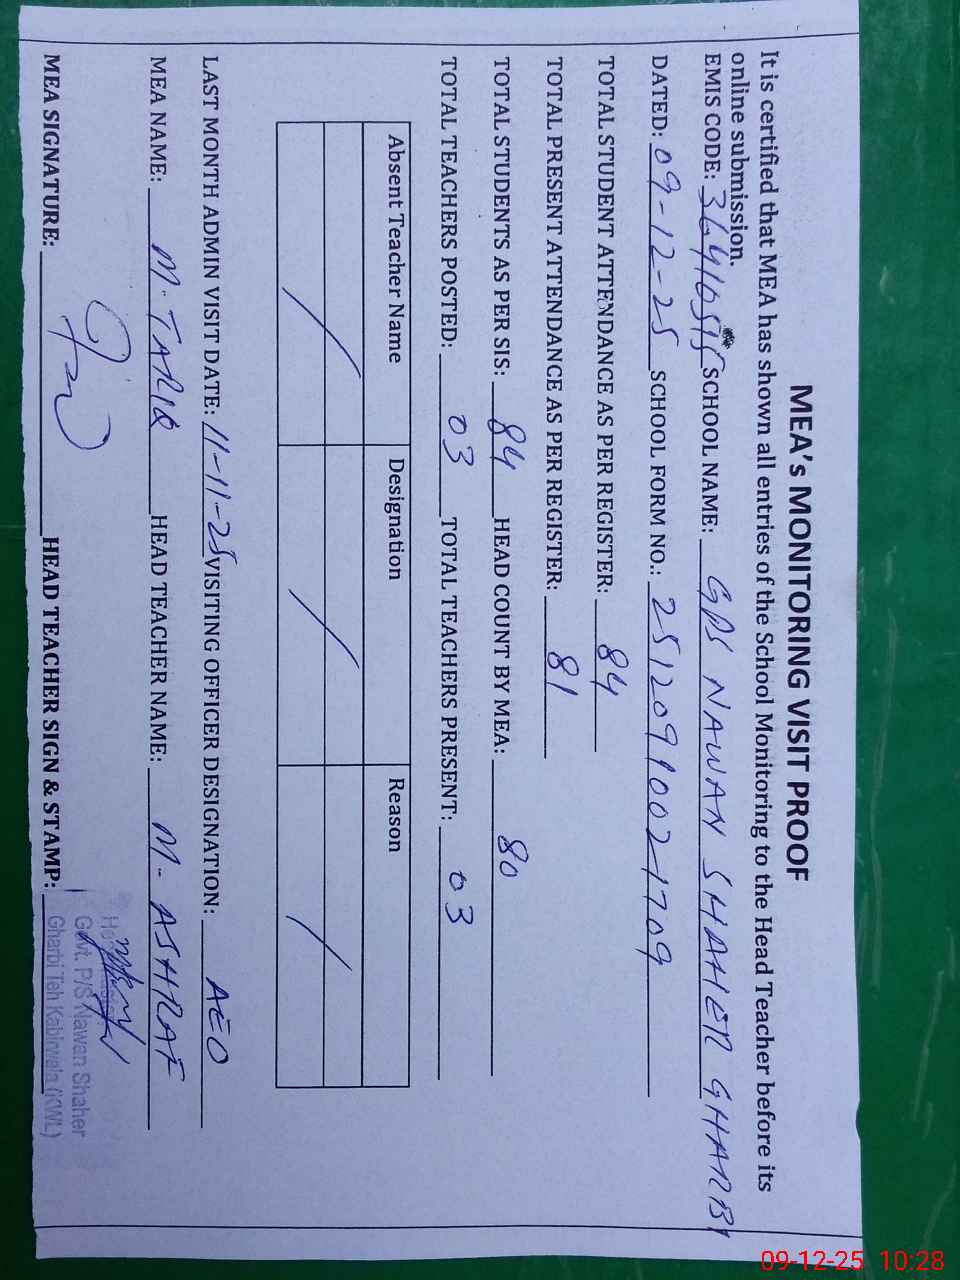 MEA's MONITORING VISIT PROOF
It is certified that MEA has shown all entries of the School Monitoring to the Head Teacher before its
online submission.
EMIS CODE: 36410515 SCHOOL NAME: GPS NAWAN SHAHER GHARBI
DATED: 09-12-25 SCHOOL FORM NO.: 25120910021709
TOTAL STUDENT ATTENDANCE AS PER REGISTER: 84
TOTAL PRESENT ATTENDANCE AS PER REGISTER: 81
TOTAL STUDENTS AS PER SIS: 84 HEAD COUNT BY MEA: 80
TOTAL TEACHERS POSTED: 03 TOTAL TEACHERS PRESENT: 03
Absent Teacher Name Designation Reason
/ / /
LAST MONTH ADMIN VISIT DATE: 11-11-25 VISITING OFFICER DESIGNATION: AEO
MEA NAME: M. TARIQ HEAD TEACHER NAME: M. ASHRAF
MEA SIGNATURE: HEAD TEACHER SIGN & STAMP:
Govt. P/S Nawan Shaher
Gharbi Teh Kabirwala (KWL)
09-12-25 10:28